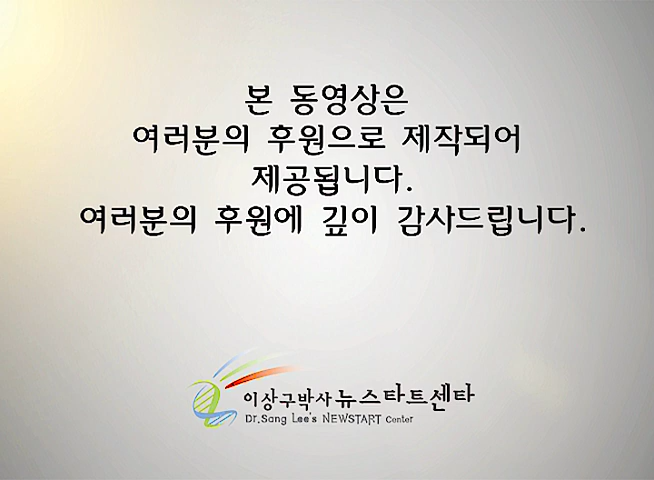 본 동영상은
여러분의 후원으로 제작되어
제공됩니다.
여러분의 후원에 깊이 감사드립니다.
이상구박사 뉴스타트센타
Dr.Sang Lee's NEWSTART Center